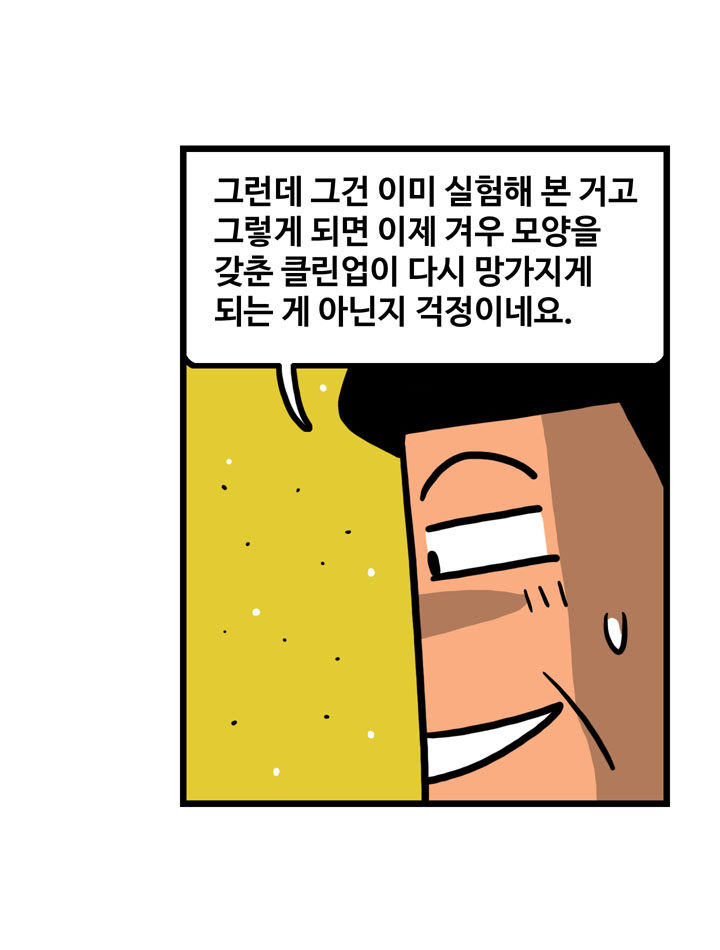 그런데 그건 이미 실험해 본 거고
그렇게 되면 이제 겨우 모양을
갖춘 클린업이 다시 망가지게
되는 게 아닌지 걱정이네요.